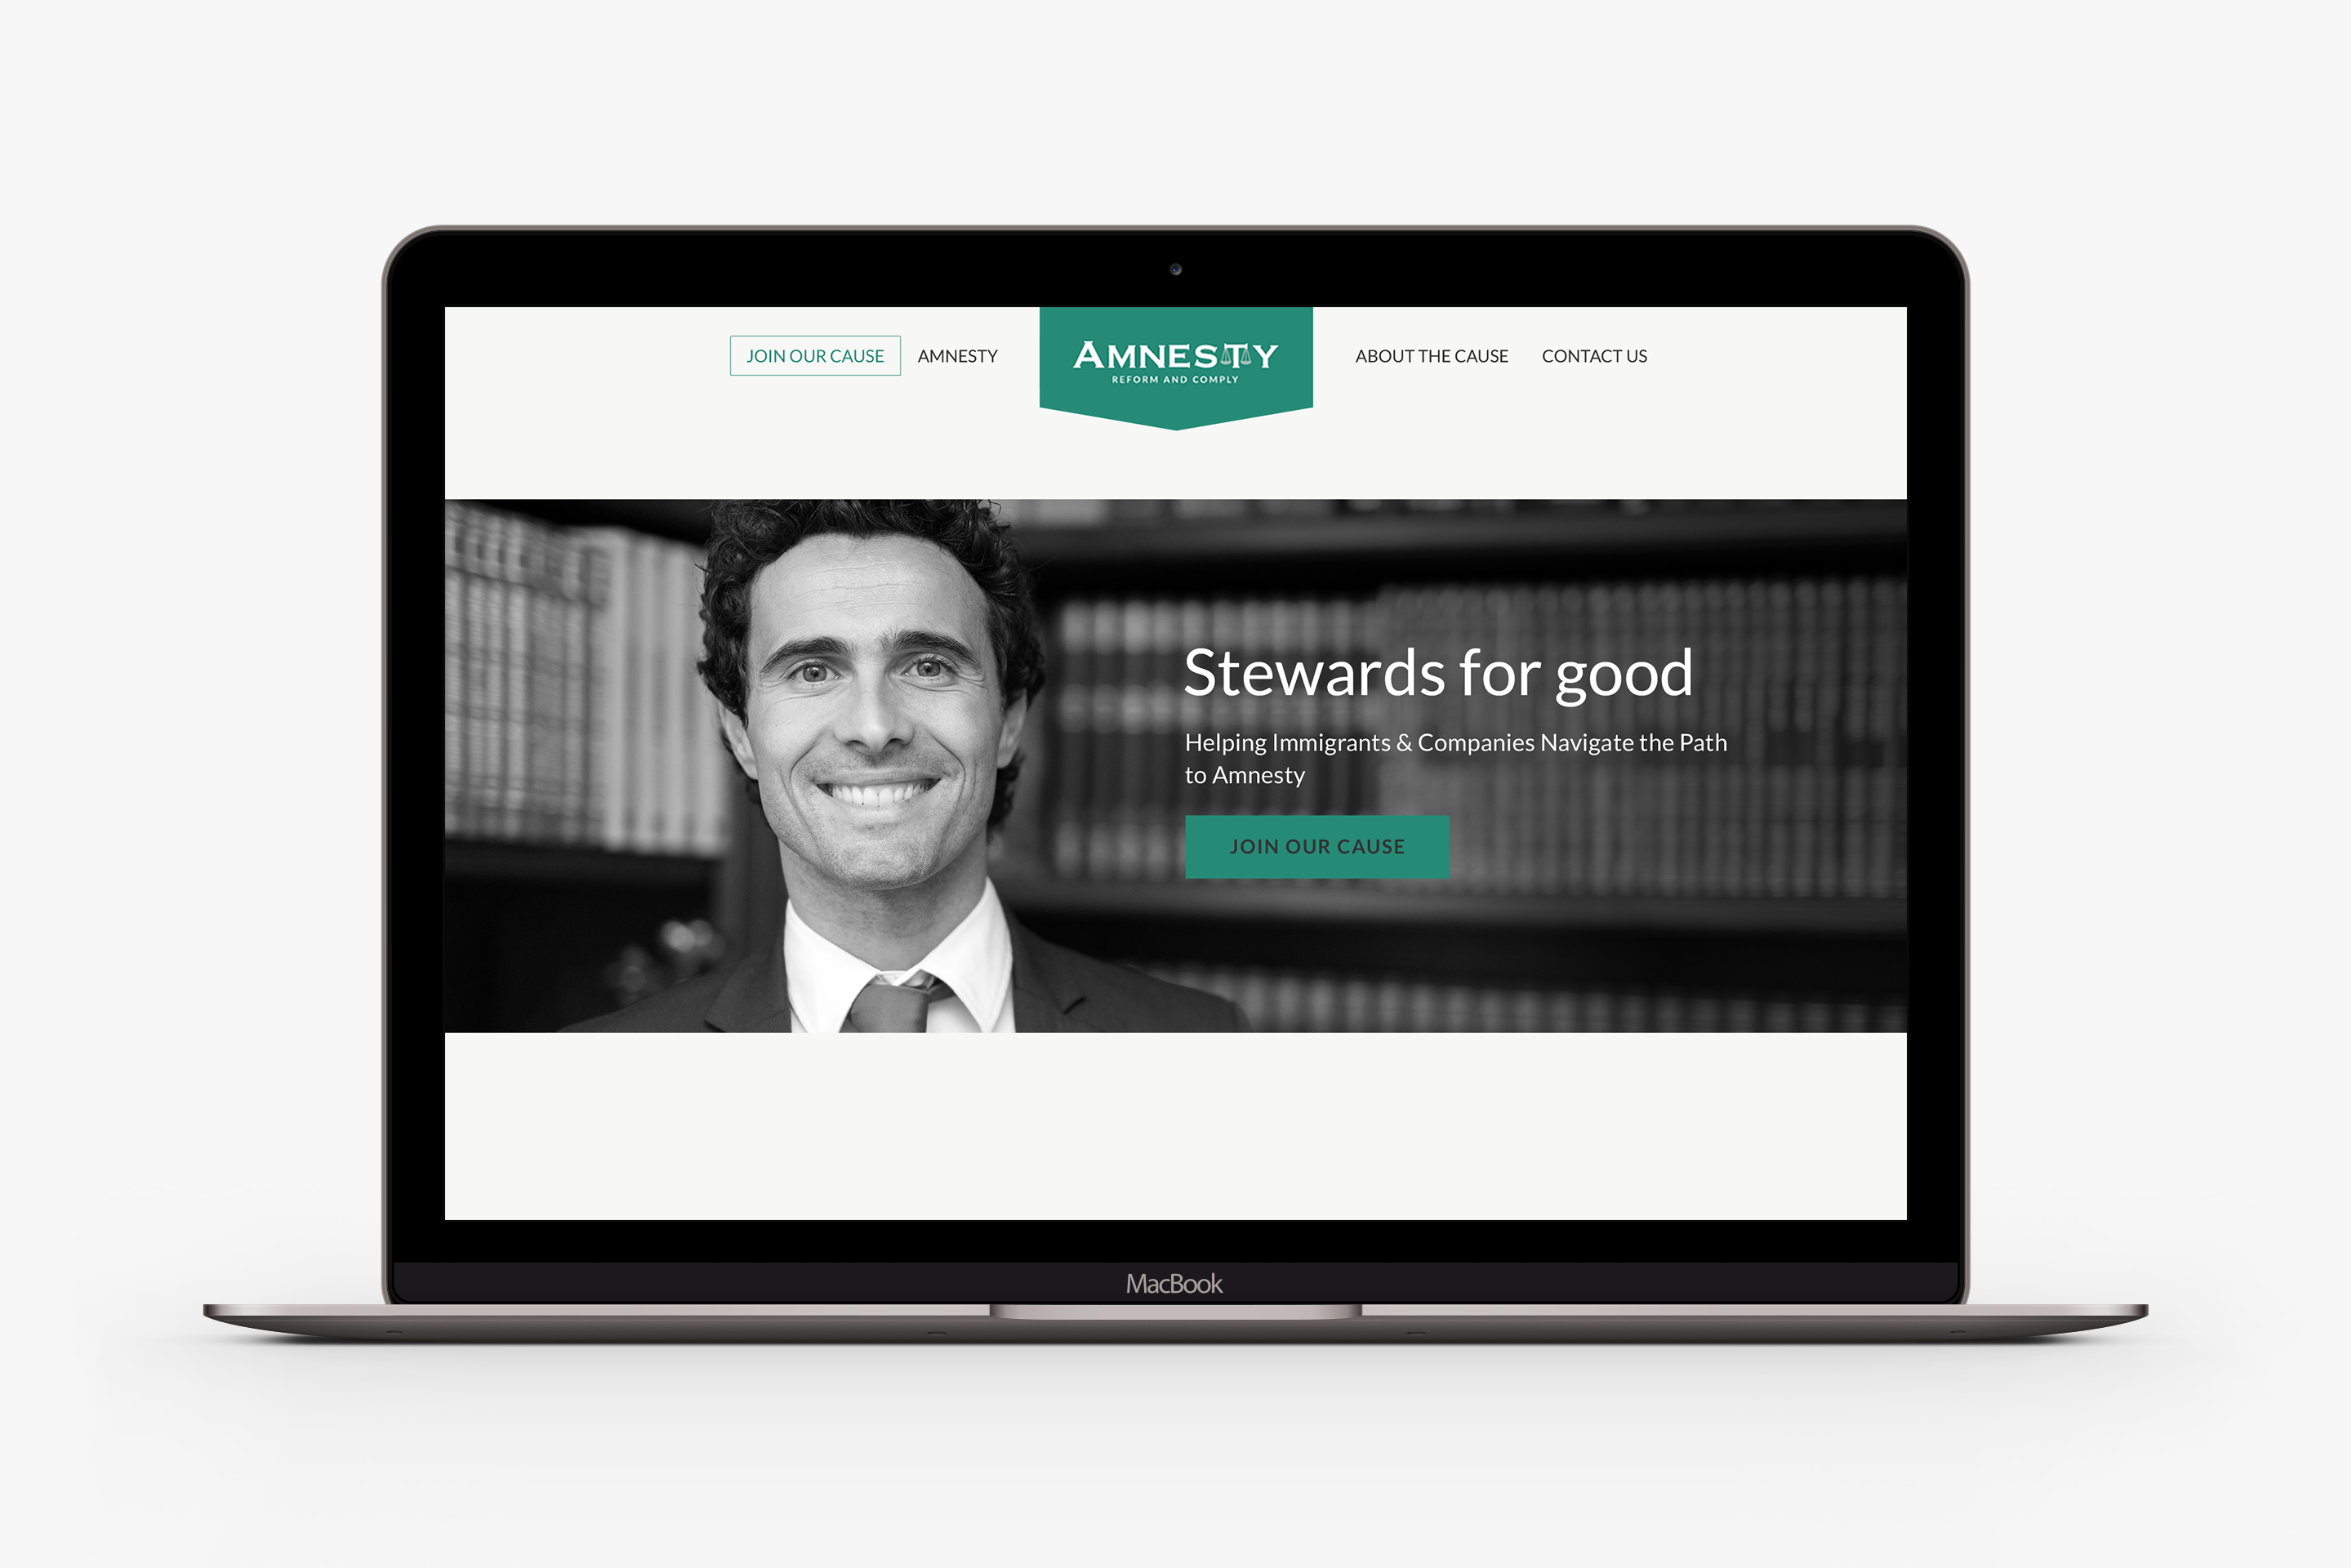 JOIN OUR CAUSE
AMNESTY
AMNESTY
REFORM AND COMPLY
ABOUT THE CAUSE
CONTACT US
Stewards for good
Helping Immigrants & Companies Navigate the Path
to Amnesty
JOIN OUR CAUSE
MacBook